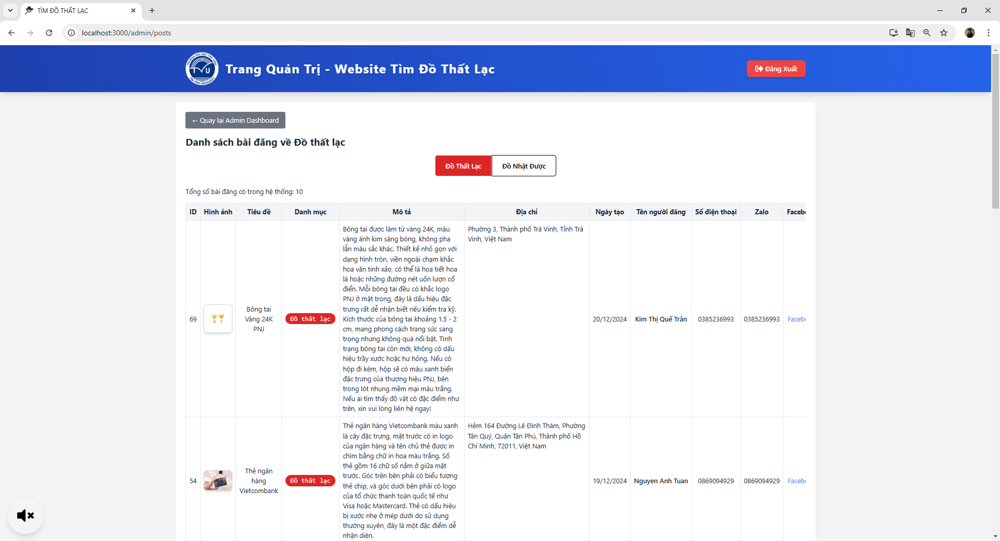 TÌM ĐỒ THẤT LẠC
localhost:3000/admin/posts
TVU
TRA VINH UNIVERSITY
Trang Quản Trị - Website Tìm Đồ Thất Lạc
Đăng Xuất
← Quay lại Admin Dashboard
Danh sách bài đăng về Đồ thất lạc
Đồ Thất Lạc
Đồ Nhặt Được
Tổng số bài đăng có trong hệ thống: 10
ID Hình ảnh Tiêu đề Danh mục Mô tả Địa chỉ Ngày tạo Tên người đăng Số điện thoại Zalo Facebo
69
Bông tai
Vàng 24K
PNJ
Đồ thất lạc
Bông tai được làm từ vàng 24K, màu
vàng ánh kim sáng bóng, không pha
lẫn màu sắc khác. Thiết kế nhỏ gọn với
dạng hình tròn, viền ngoài chạm khắc
hoa văn tinh xảo, có thể là họa tiết hoa
lá hoặc những đường nét uốn lượn cổ
điển. Mỗi bông tai đều có khắc logo
PNJ ở mặt trong, đây là dấu hiệu đặc
trưng rất dễ nhận biết nếu kiểm tra kỹ.
Kích thước của bông tai khoảng 1.5 - 2
cm, mang phong cách trang sức sang
trọng nhưng không quá nổi bật. Tình
trạng bông tai còn mới, không có dấu
hiệu trầy xước hoặc hư hỏng. Nếu có
hộp đi kèm, hộp sẽ có màu xanh biển
đặc trưng của thương hiệu PNJ, bên
trong lót nhung mềm mại màu trắng.
Nếu ai tìm thấy đồ vật có đặc điểm như
trên, xin vui lòng liên hệ ngay!
Phường 3, Thành phố Trà Vinh, Tỉnh Trà
Vinh, Việt Nam
20/12/2024
Kim Thị Quế Trân
0385236993
0385236993
Facebo
54
Thẻ ngân
hàng
Vietcombank
Đồ thất lạc
Thẻ ngân hàng Vietcombank màu xanh
lá cây đặc trưng, mặt trước có in logo
của ngân hàng và tên chủ thẻ được in
chìm bằng chữ in hoa màu trắng. Số
thẻ gồm 16 chữ số nằm ở giữa mặt
trước. Góc trên bên phải có biểu tượng
thẻ chip, và góc dưới bên phải có logo
của tổ chức thanh toán quốc tế như
Visa hoặc Mastercard. Thẻ có dấu hiệu
bị xước nhẹ ở mép dưới do sử dụng
thường xuyên, đây là một đặc điểm dễ
nhận diện.
Hẻm 164 Đường Lê Đình Thám, Phường
Tân Quý, Quận Tân Phú, Thành phố Hồ
Chí Minh, 72011, Việt Nam
19/12/2024
Nguyen Anh Tuan
0869094929
0869094929
Facebo